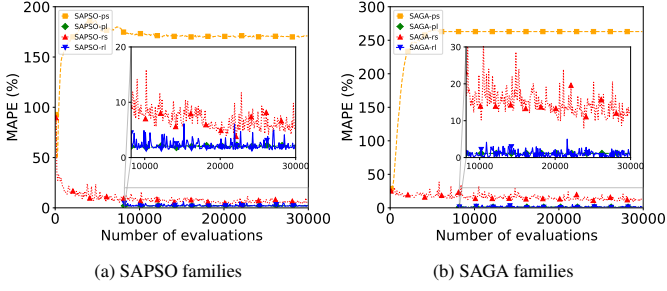 200
150
100
50
0
MAPE (%)
SAPSO-ps
SAPSO-pl
SAPSO-rs
SAPSO-rl
20
10
0
10000 20000 30000
0 10000 20000 30000
Number of evaluations
(a) SAPSO families
300
250
200
150
100
50
0
MAPE (%)
SAGA-ps
SAGA-pl
SAGA-rs
SAGA-rl
30
20
10
0
10000 20000 30000
0 10000 20000 30000
Number of evaluations
(b) SAGA families